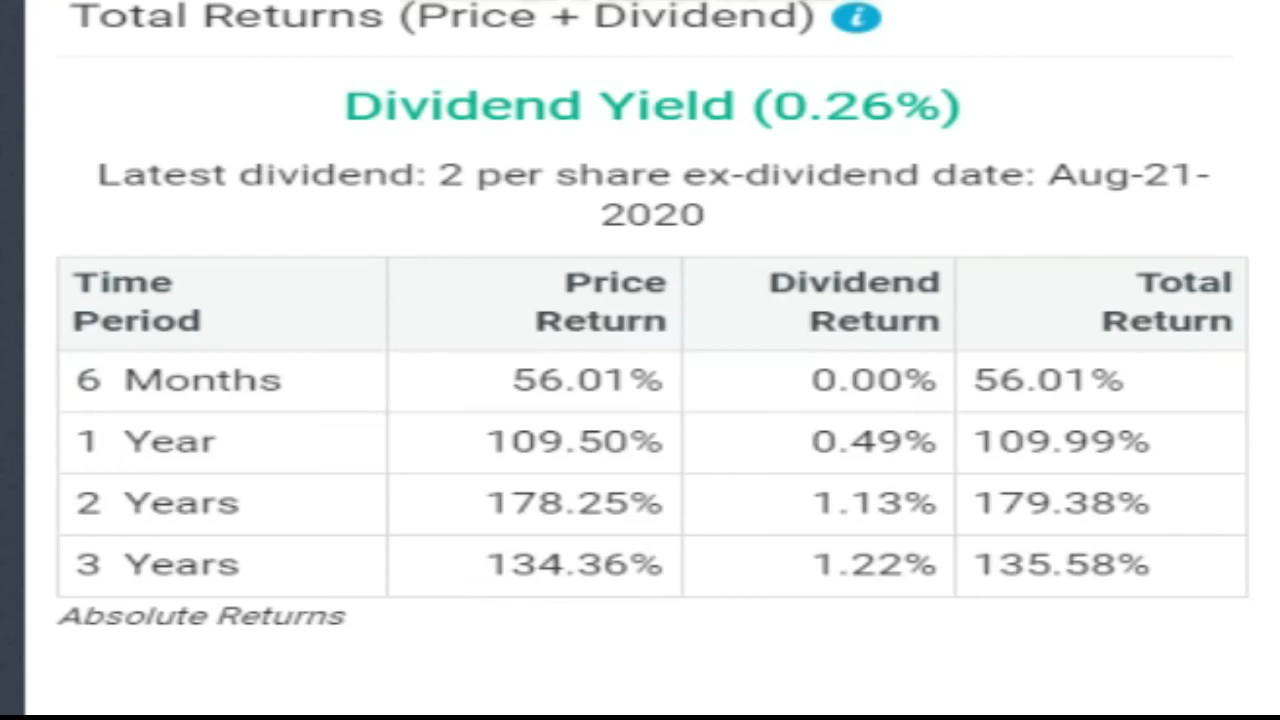 Total Returns (Price + Dividend) i
Dividend Yield (0.26%)
Latest dividend: 2 per share ex-dividend date: Aug-21-
2020
Time Period Price Return Dividend Return Total Return
6 Months 56.01% 0.00% 56.01%
1 Year 109.50% 0.49% 109.99%
2 Years 178.25% 1.13% 179.38%
3 Years 134.36% 1.22% 135.58%
Absolute Returns